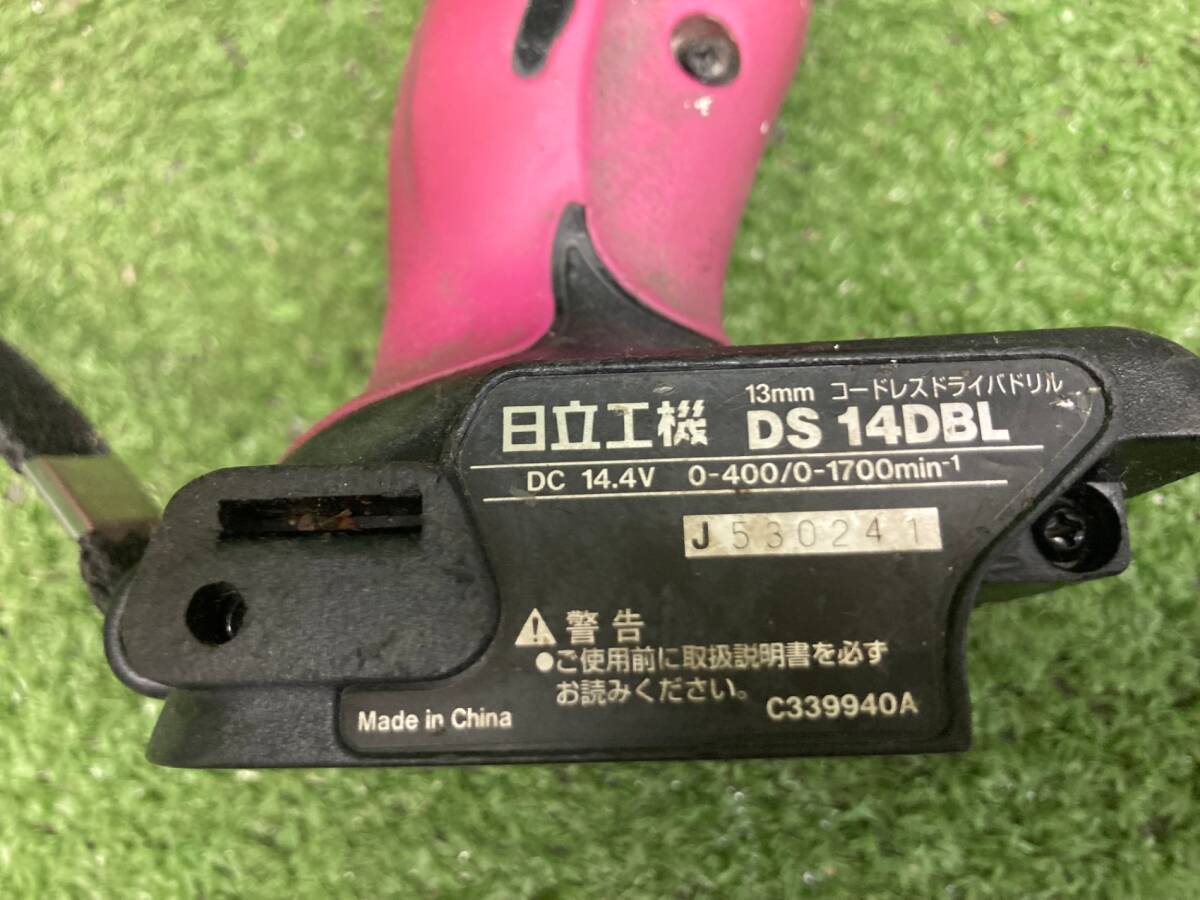 13mm コードレスドライバドリル
日立工機 DS 14DBL
DC 14.4V 0-400/0-1700min-1
J 530241
警告
●ご使用前に取扱説明書を必ず
お読みください。
Made in China C339940A